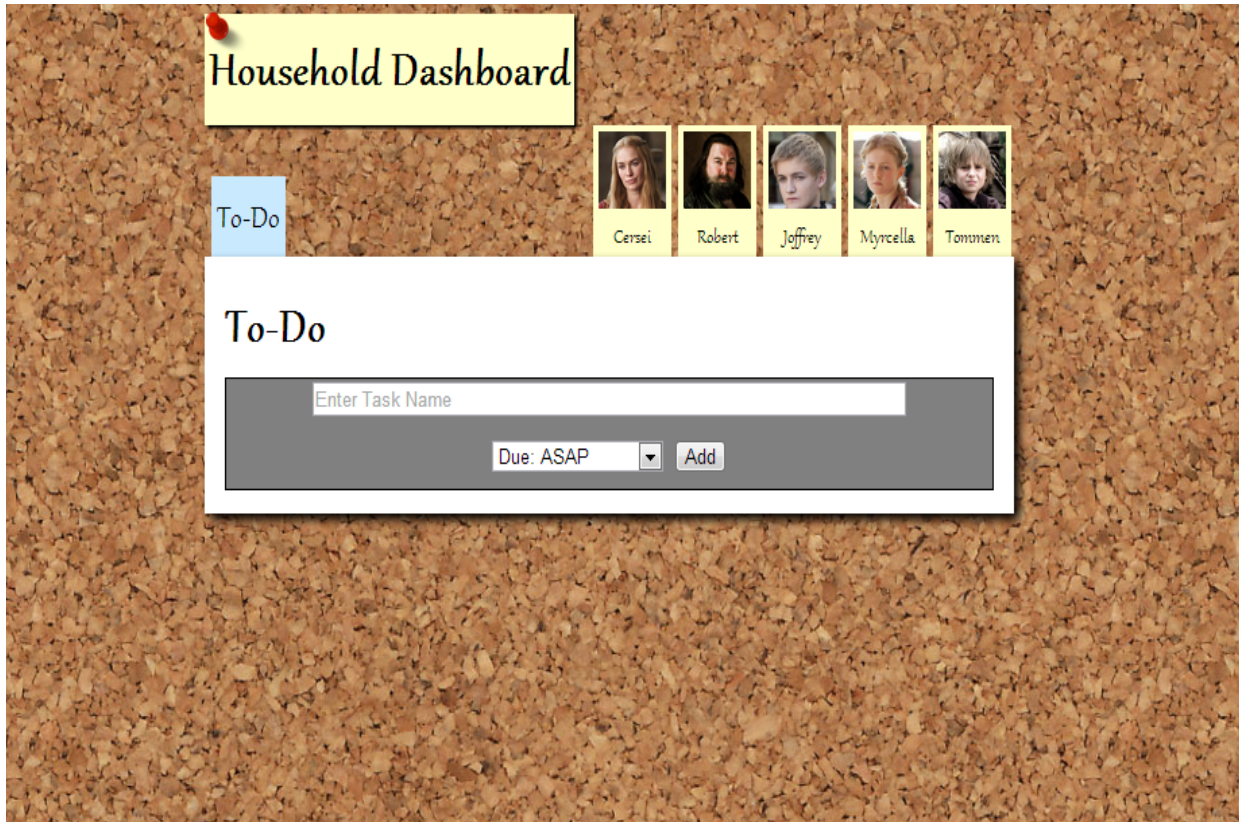 Household Dashboard
To-Do
Cersei Robert Joffrey Myrcella Tommen
To-Do
Enter Task Name
Due: ASAP Add